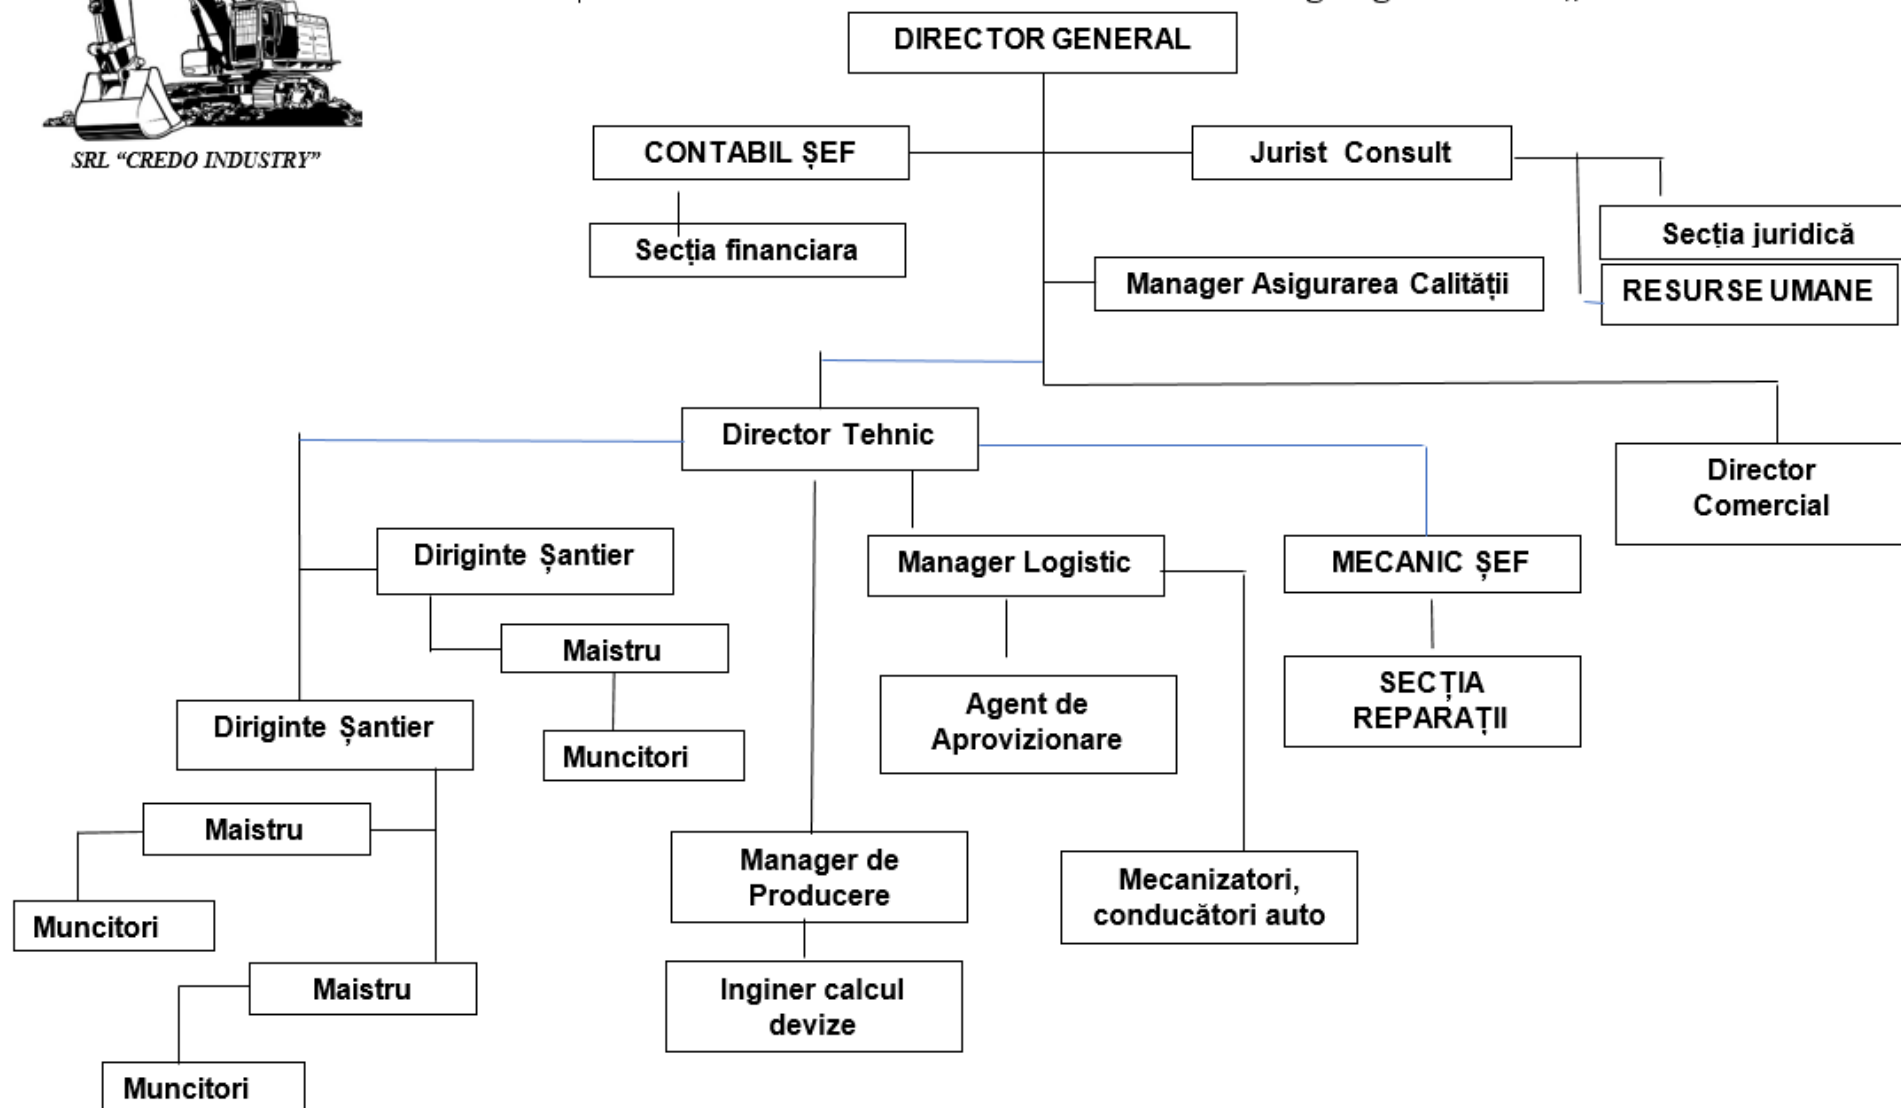 DIRECTOR GENERAL
SRL “CREDO INDUSTRY”
CONTABIL ȘEF
Jurist Consult
Secția financiara
Secția juridică
Manager Asigurarea Calității
RESURSE UMANE
Director Tehnic
Director
Comercial
Diriginte Șantier
Manager Logistic
MECANIC ȘEF
Maistru
Muncitori
Agent de
Aprovizionare
SECȚIA
REPARAȚII
Diriginte Șantier
Maistru
Muncitori
Maistru
Muncitori
Manager de
Producere
Inginer calcul
devize
Mecanizatori,
conducători auto